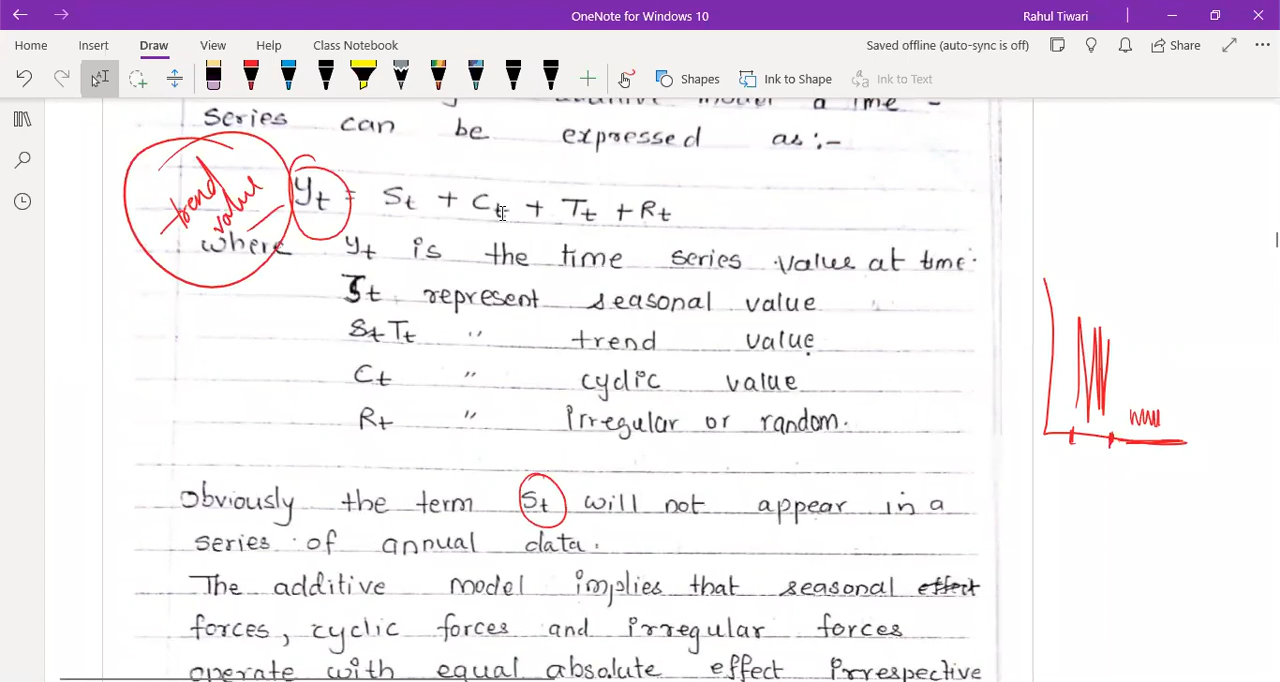 OneNote for Windows 10
Rahul Tiwari
Home Insert Draw View Help Class Notebook
Saved offline (auto-sync is off)
Share
Shapes
Ink to Shape
Ink to Text
model a time -
series can be expressed as :-
trend value
yt = St + Ct + Tt + Rt
where yt is the time series value at time.
St represent seasonal value
St Tt " trend value
Ct " cyclic value
Rt " Irregular or random.
Obviously the term St will not appear in a
series of annual data.
The additive model implies that seasonal effect
forces, cyclic forces and irregular forces
operate with equal absolute effect irrespective